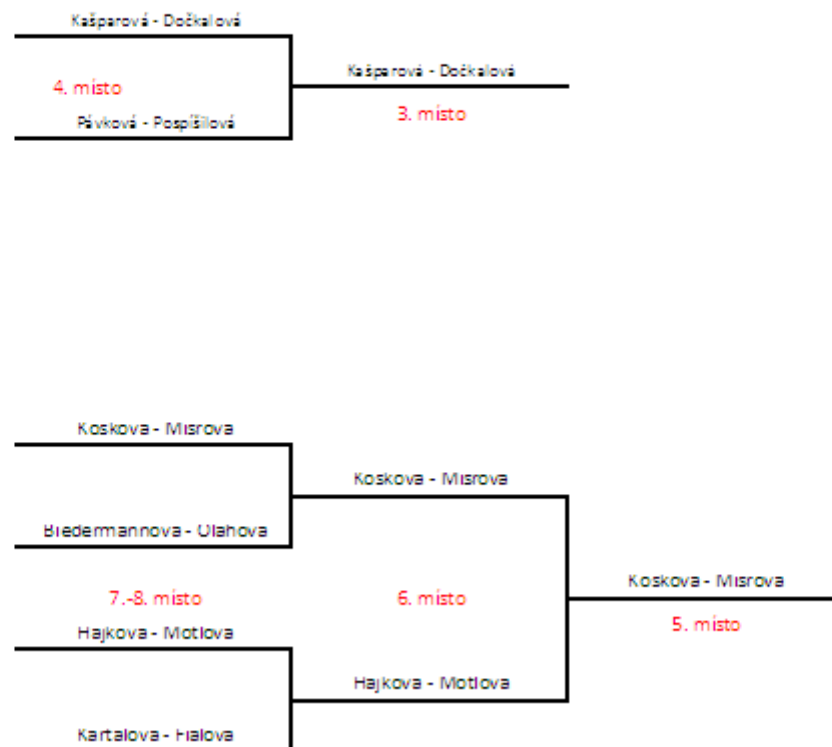 Kašparová - Dočkalová
Kašparová - Dočkalová
4. místo
3. místo
Pávková - Pospíšilová
Koskova - Misrova
Koskova - Misrova
Biedermannova - Olahova
Koskova - Misrova
7.-8. místo
6. místo
5. místo
Hajkova - Motlova
Hajkova - Motlova
Kartalova - Fialova